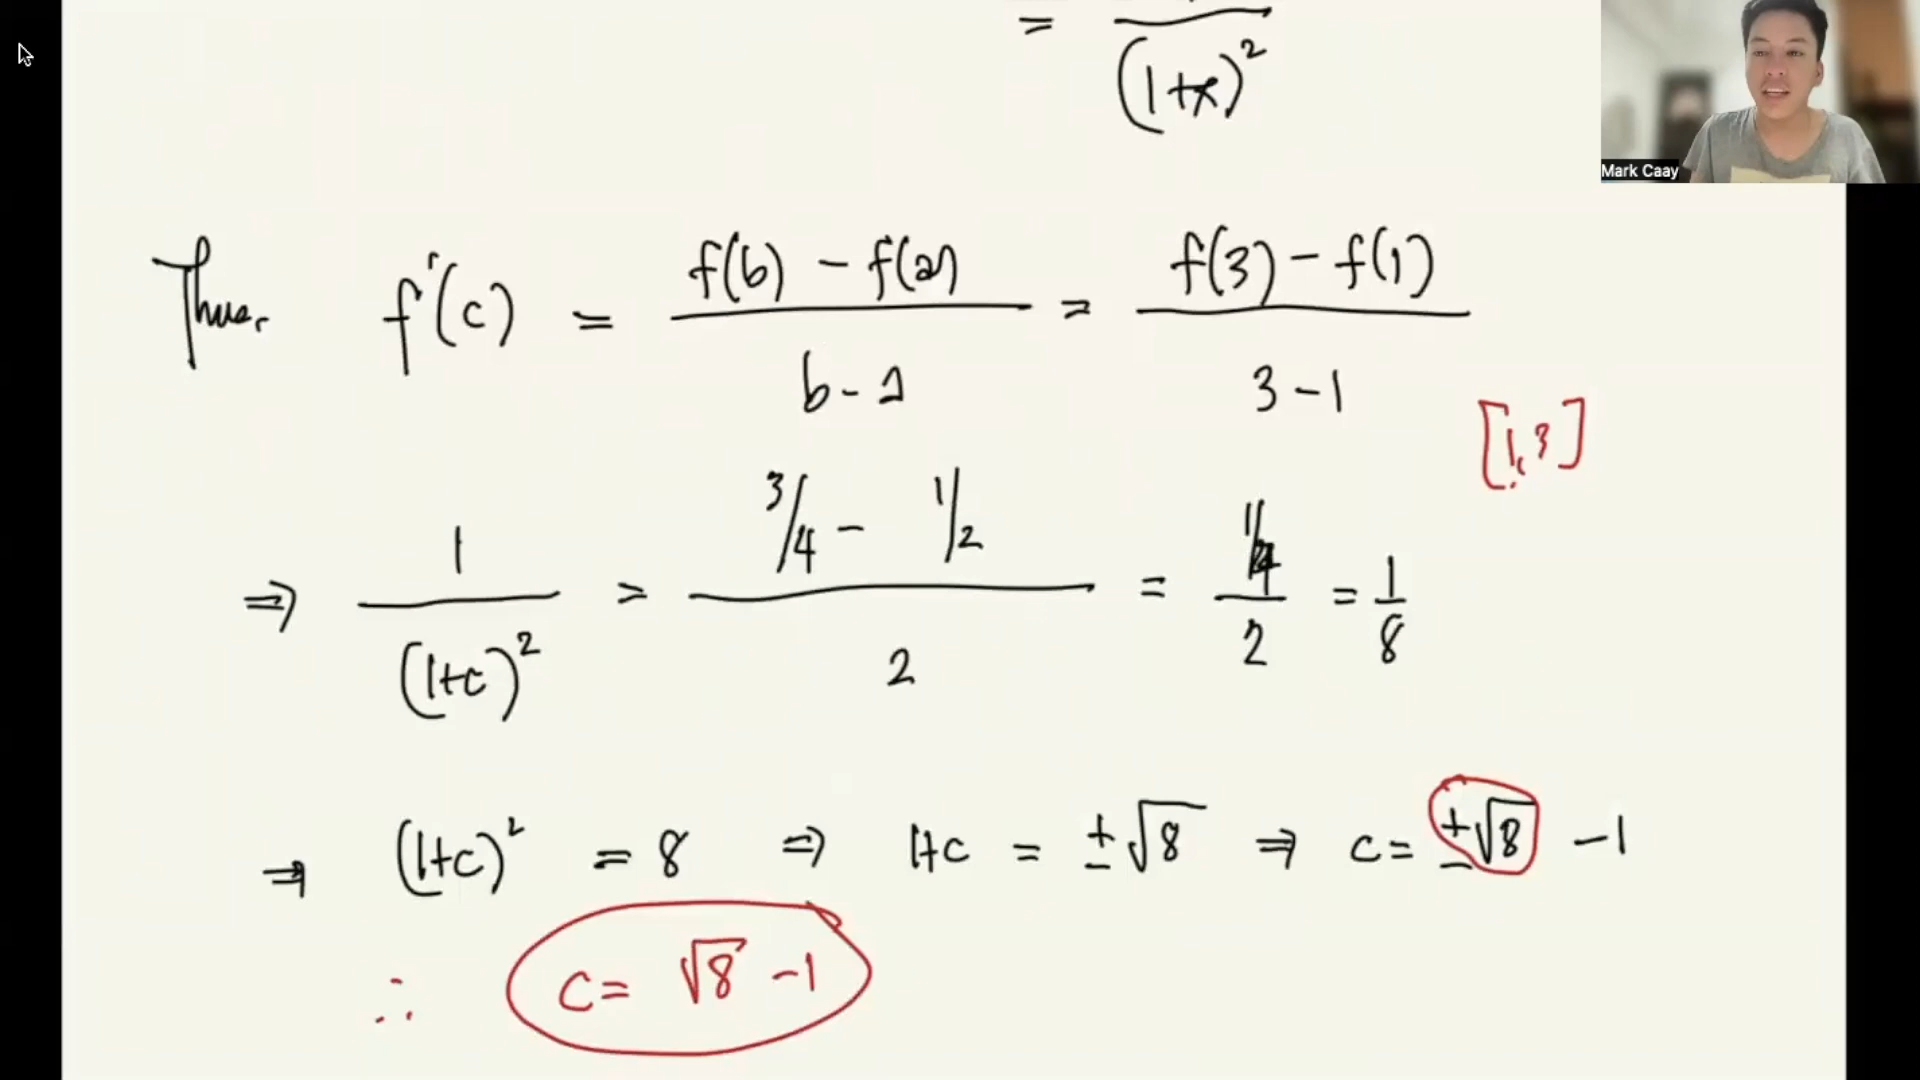 = (1+x)²
Mark Caay
Thus, f'(c) = f(b) - f(a) / b - a = f(3) - f(1) / 3 - 1
[1,3]
⇒ 1 / (1+c)² = 3/4 - 1/2 / 2 = 1/4 / 2 = 1/8
⇒ (1+c)² = 8 ⇒ 1+c = ±√8 ⇒ c = ±√8 - 1
∴ c = √8 - 1